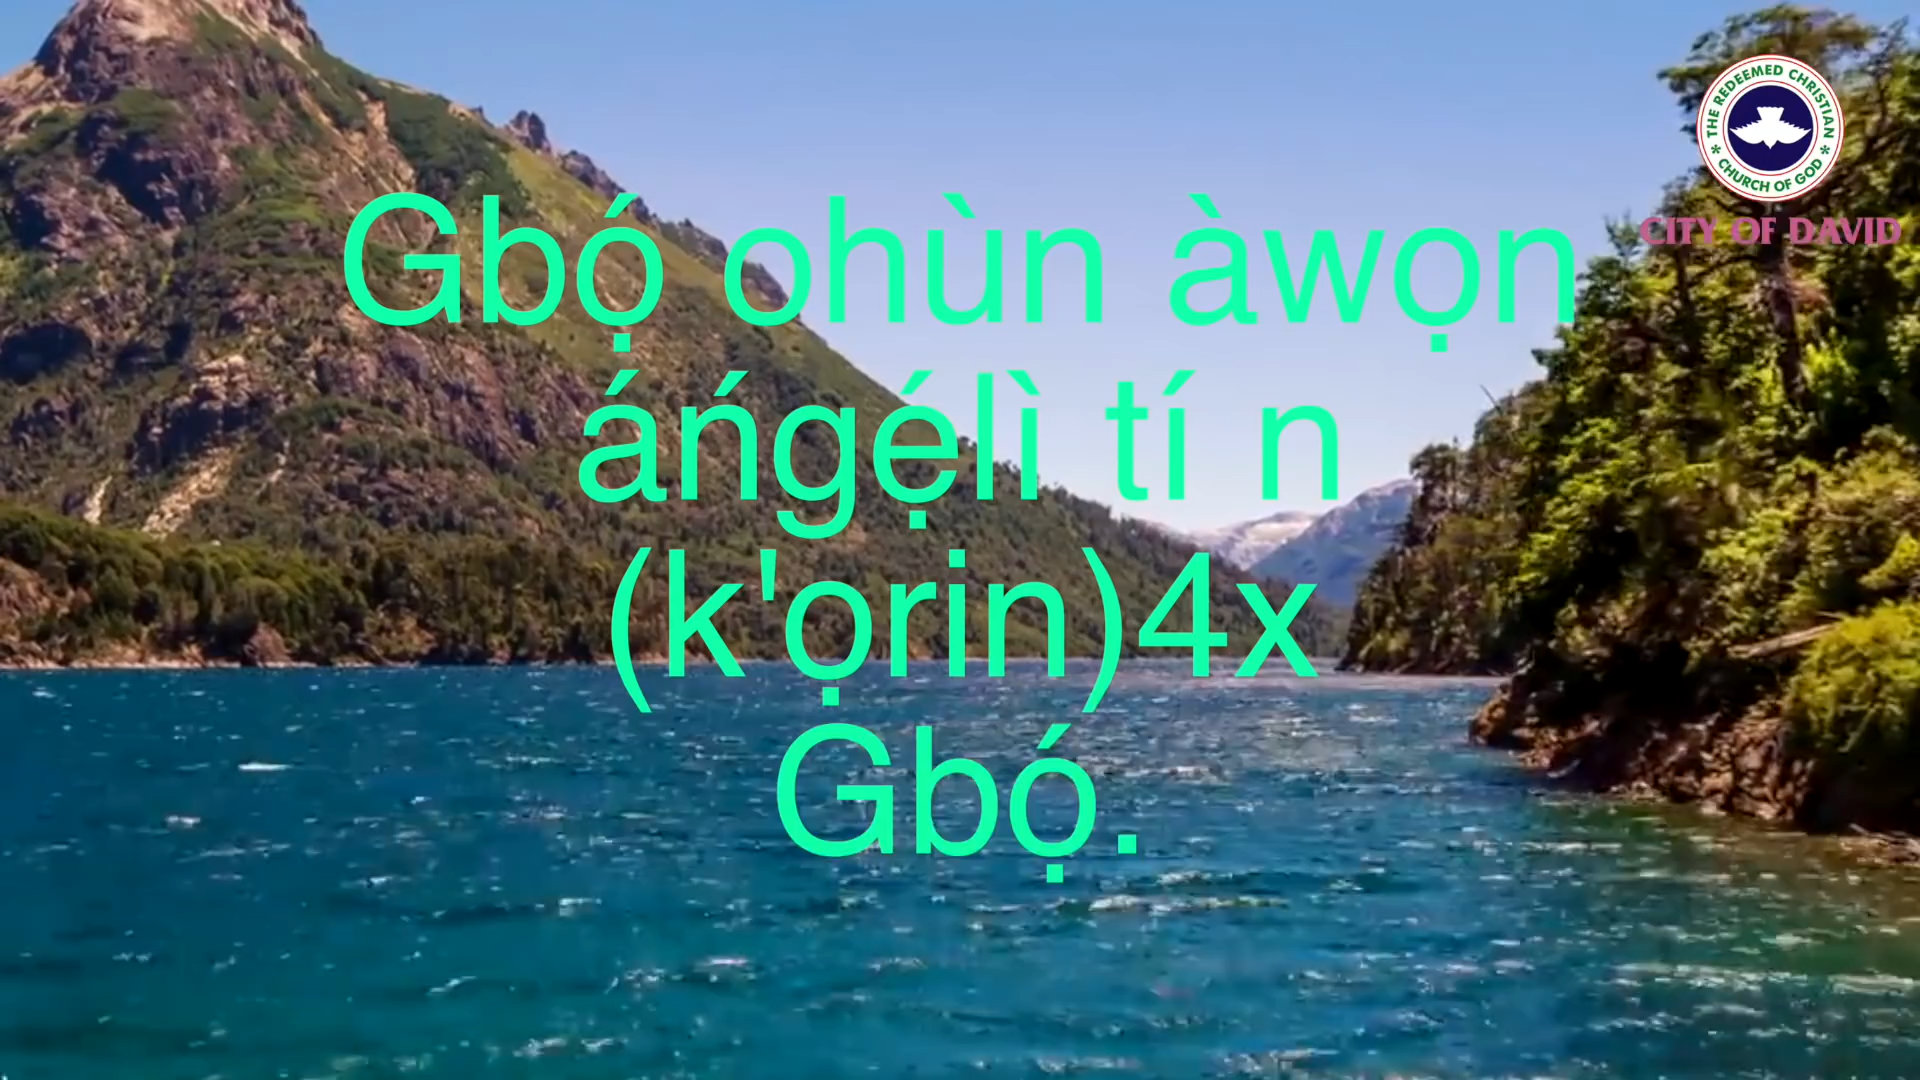 THE REDEEMED CHRISTIAN
CHURCH OF GOD
CITY OF DAVID
Gbọ́ ohùn àwọn
áńgẹ́lì tí n
(k'ọrin)4x
Gbọ́.